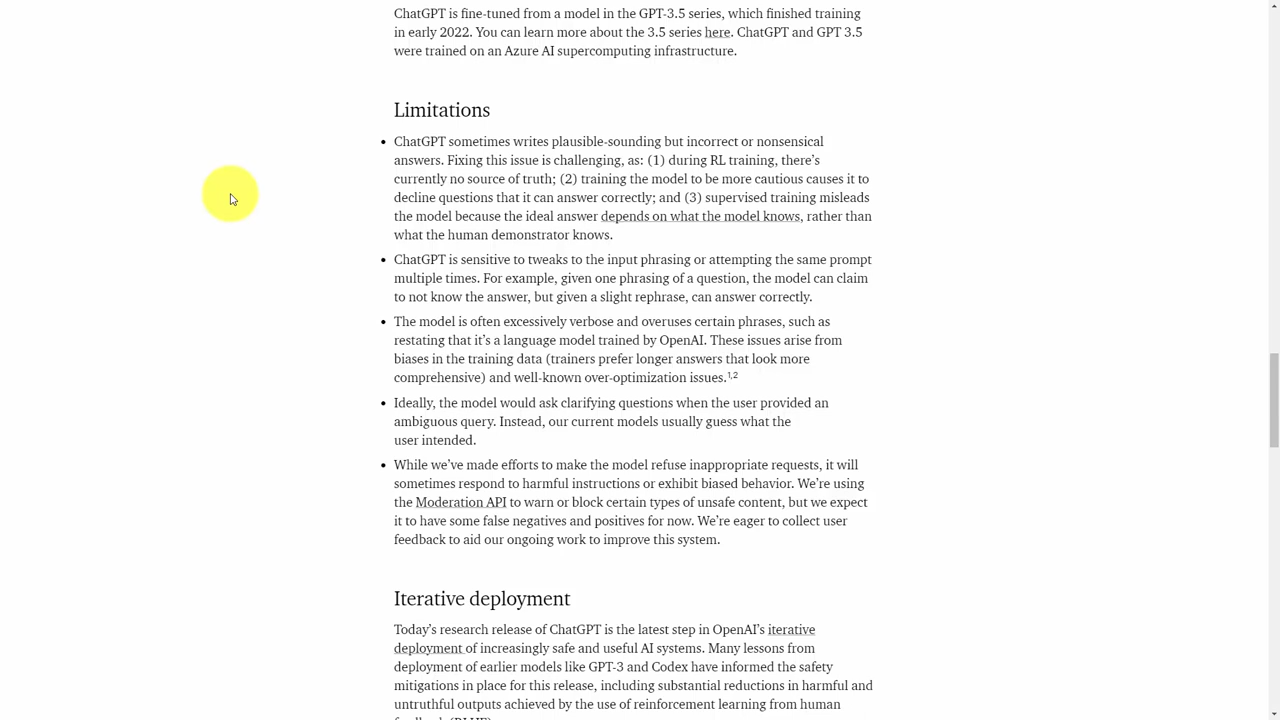 ChatGPT is fine-tuned from a model in the GPT-3.5 series, which finished training
in early 2022. You can learn more about the 3.5 series here. ChatGPT and GPT 3.5
were trained on an Azure AI supercomputing infrastructure.
Limitations
• ChatGPT sometimes writes plausible-sounding but incorrect or nonsensical
answers. Fixing this issue is challenging, as: (1) during RL training, there’s
currently no source of truth; (2) training the model to be more cautious causes it to
decline questions that it can answer correctly; and (3) supervised training misleads
the model because the ideal answer depends on what the model knows, rather than
what the human demonstrator knows.
• ChatGPT is sensitive to tweaks to the input phrasing or attempting the same prompt
multiple times. For example, given one phrasing of a question, the model can claim
to not know the answer, but given a slight rephrase, can answer correctly.
• The model is often excessively verbose and overuses certain phrases, such as
restating that it’s a language model trained by OpenAI. These issues arise from
biases in the training data (trainers prefer longer answers that look more
comprehensive) and well-known over-optimization issues.1,2
• Ideally, the model would ask clarifying questions when the user provided an
ambiguous query. Instead, our current models usually guess what the
user intended.
• While we’ve made efforts to make the model refuse inappropriate requests, it will
sometimes respond to harmful instructions or exhibit biased behavior. We’re using
the Moderation API to warn or block certain types of unsafe content, but we expect
it to have some false negatives and positives for now. We’re eager to collect user
feedback to aid our ongoing work to improve this system.
Iterative deployment
Today’s research release of ChatGPT is the latest step in OpenAI’s iterative
deployment of increasingly safe and useful AI systems. Many lessons from
deployment of earlier models like GPT-3 and Codex have informed the safety
mitigations in place for this release, including substantial reductions in harmful and
untruthful outputs achieved by the use of reinforcement learning from human